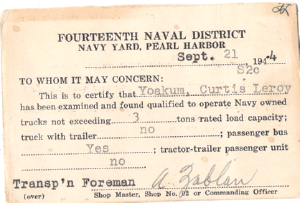 FOURTEENTH NAVAL DISTRICT
NAVY YARD, PEARL HARBOR
Sept. 21, 1944
S2c
TO WHOM IT MAY CONCERN:
This is to certify that Yoakum, Curtis Leroy
has been examined and found qualified to operate Navy owned
trucks not exceeding 3 tons rated load capacity;
truck with trailer no ; passenger bus
Yes ; tractor-trailer passenger unit
no
Transp'n Foreman
(over) Shop Master, Shop No. 02 or Commanding Officer